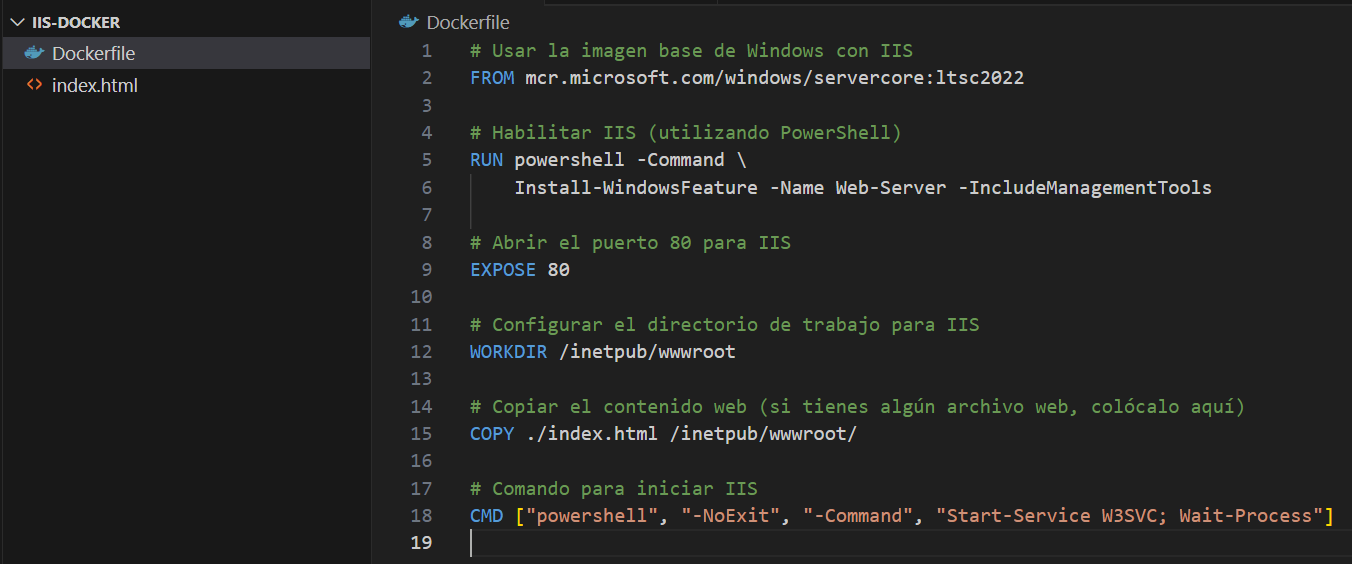 IIS-DOCKER
Dockerfile
index.html
Dockerfile
1 # Usar la imagen base de Windows con IIS
2 FROM mcr.microsoft.com/windows/servercore:ltsc2022
3
4 # Habilitar IIS (utilizando PowerShell)
5 RUN powershell -Command \
6 Install-WindowsFeature -Name Web-Server -IncludeManagementTools
7
8 # Abrir el puerto 80 para IIS
9 EXPOSE 80
10
11 # Configurar el directorio de trabajo para IIS
12 WORKDIR /inetpub/wwwroot
13
14 # Copiar el contenido web (si tienes algún archivo web, colócalo aquí)
15 COPY ./index.html /inetpub/wwwroot/
16
17 # Comando para iniciar IIS
18 CMD ["powershell", "-NoExit", "-Command", "Start-Service W3SVC; Wait-Process"]
19